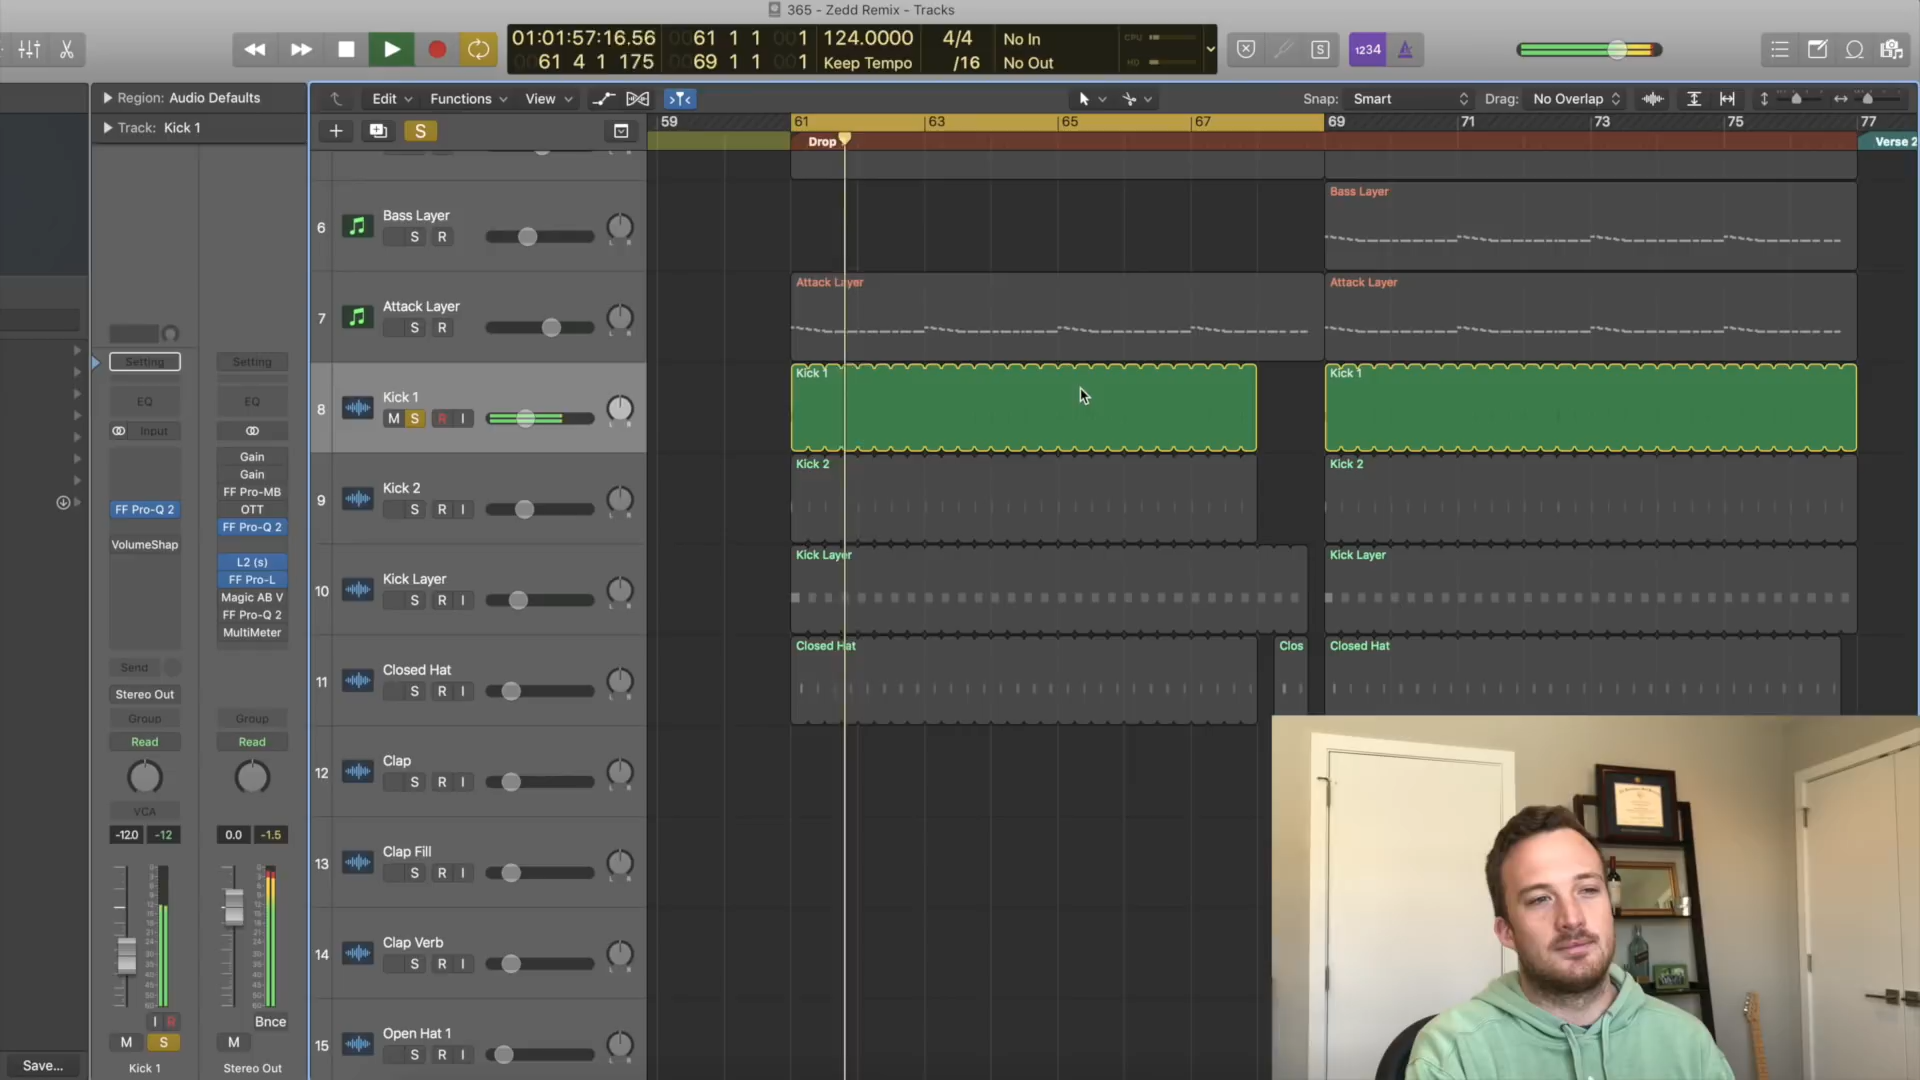 365 - Zedd Remix - Tracks
01:01:57:16.56
0061 1 1 001
124.0000
4/4
No In
CPU
0061 4 1 175
0069 1 1 001
Keep Tempo
/16
No Out
HD
S
1234
Region: Audio Defaults
Edit
Functions
View
Snap: Smart
Drag: No Overlap
Track: Kick 1
S
59
61
63
65
67
69
71
73
75
77
Drop
Verse 2
6
Bass Layer
S R
Bass Layer
7
Attack Layer
S R
Attack Layer
Attack Layer
8
Kick 1
M S R I
Kick 1
Kick 1
9
Kick 2
S R I
Kick 2
Kick 2
10
Kick Layer
S R I
Kick Layer
Kick Layer
11
Closed Hat
S R I
Closed Hat
Clos
Closed Hat
12
Clap
S R I
13
Clap Fill
S R I
14
Clap Verb
S R I
15
Open Hat 1
S R I
Setting
EQ
Input
FF Pro-Q 2
VolumeShap
Send
Stereo Out
Group
Read
VCA
-12.0 -12
I R
M S
Kick 1
Setting
EQ
Gain
Gain
FF Pro-MB
OTT
FF Pro-Q 2
L2 (s)
FF Pro-L
Magic AB V
FF Pro-Q 2
MultiMeter
Group
Read
0.0 -1.5
Bnce
M
Stereo Out
Save...